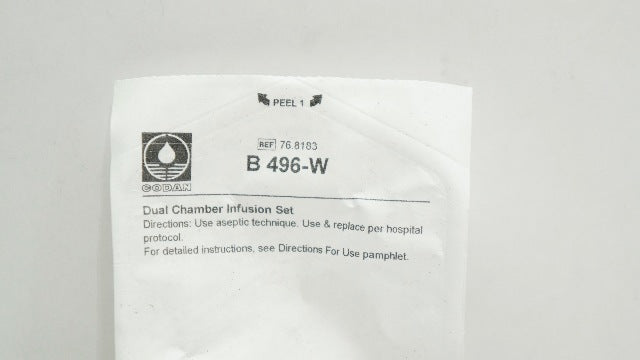 PEEL 1
REF 76.8183
B 496-W
CODAN
Dual Chamber Infusion Set
Directions: Use aseptic technique. Use & replace per hospital
protocol.
For detailed instructions, see Directions For Use pamphlet.